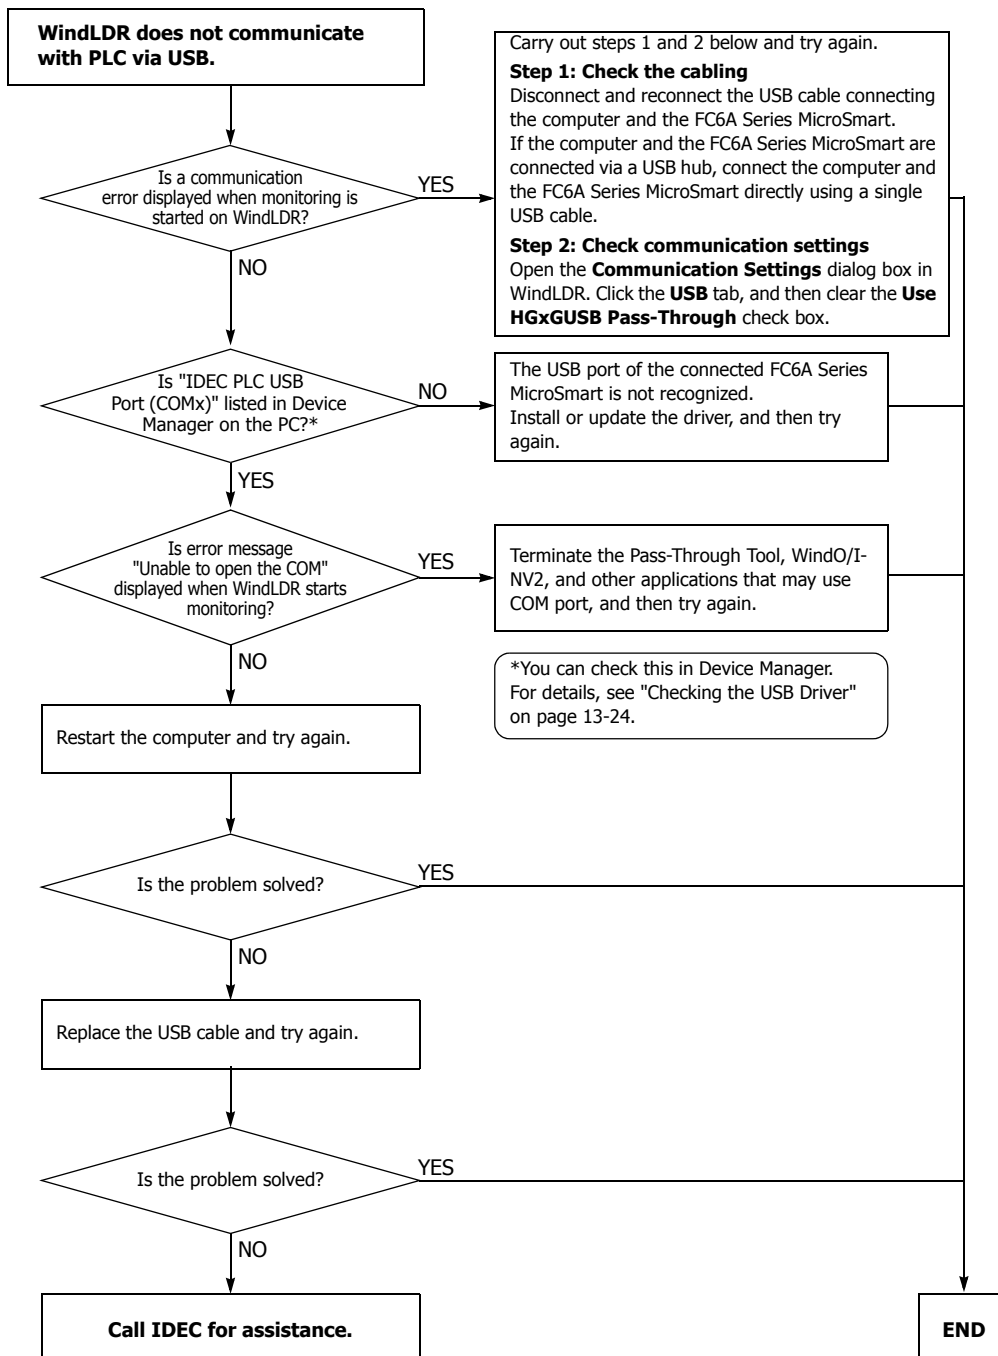 WindLDR does not communicate
with PLC via USB.
Is a communication
error displayed when monitoring is
started on WindLDR?
YES
Carry out steps 1 and 2 below and try again.
Step 1: Check the cabling
Disconnect and reconnect the USB cable connecting
the computer and the FC6A Series MicroSmart.
If the computer and the FC6A Series MicroSmart are
connected via a USB hub, connect the computer and
the FC6A Series MicroSmart directly using a single
USB cable.
Step 2: Check communication settings
Open the Communication Settings dialog box in
WindLDR. Click the USB tab, and then clear the Use
HGxGUSB Pass-Through check box.
NO
Is "IDEC PLC USB
Port (COMx)" listed in Device
Manager on the PC?*
NO
The USB port of the connected FC6A Series
MicroSmart is not recognized.
Install or update the driver, and then try
again.
YES
Is error message
"Unable to open the COM"
displayed when WindLDR starts
monitoring?
YES
Terminate the Pass-Through Tool, WindO/I-
NV2, and other applications that may use
COM port, and then try again.
NO
*You can check this in Device Manager.
For details, see "Checking the USB Driver"
on page 13-24.
Restart the computer and try again.
Is the problem solved?
YES
NO
Replace the USB cable and try again.
Is the problem solved?
YES
NO
Call IDEC for assistance.
END